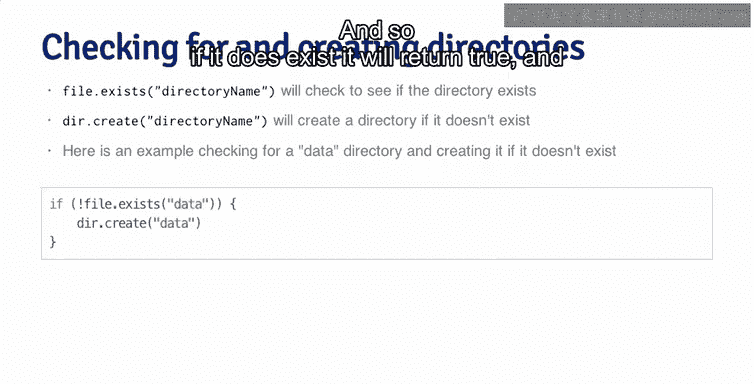 And so
if it does exist it will return true, and
Checking for and creating directories
· file.exists("directoryName") will check to see if the directory exists
· dir.create("directoryName") will create a directory if it doesn't exist
· Here is an example checking for a "data" directory and creating it if it doesn't exist
if (!file.exists("data")) {
    dir.create("data")
}